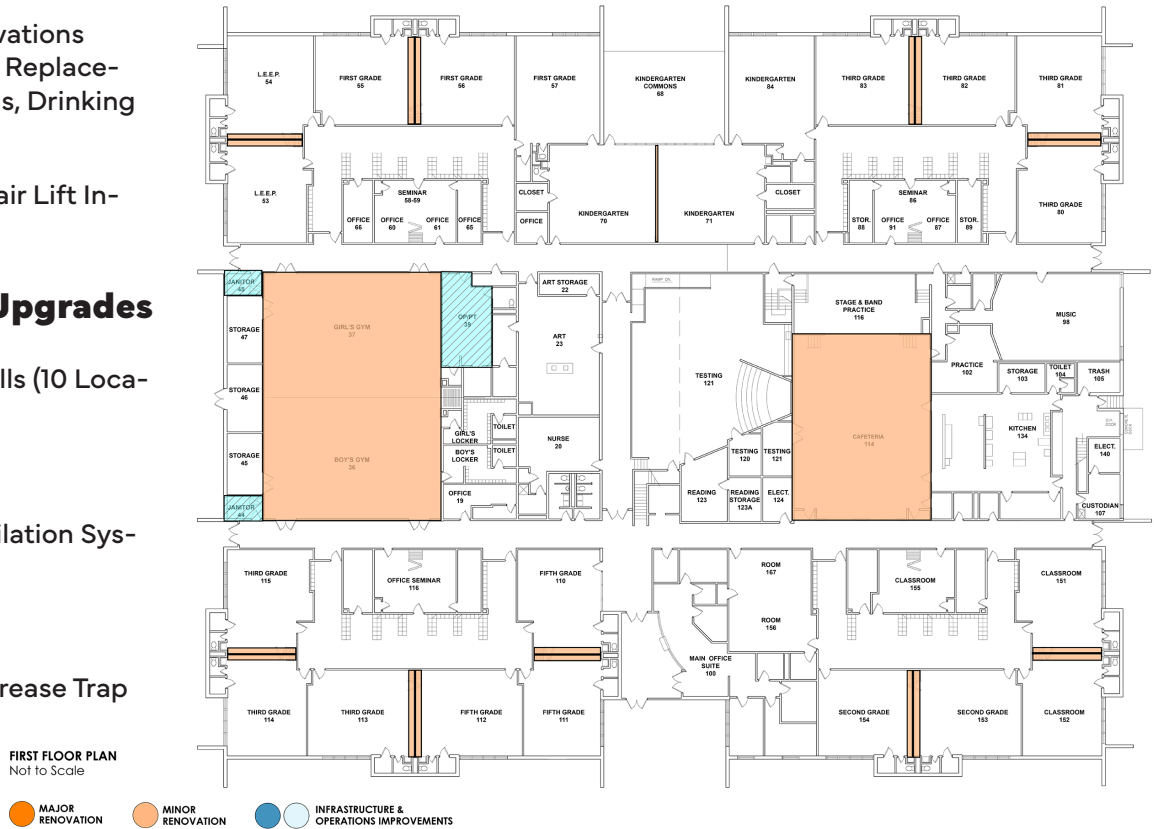 vations
Replace-
s, Drinking
air Lift In-
Upgrades
lls (10 Loca-
ilation Sys-
rease Trap
FIRST FLOOR PLAN
Not to Scale
MAJOR
RENOVATION
MINOR
RENOVATION
INFRASTRUCTURE &
OPERATIONS IMPROVEMENTS
L.E.E.P.
54
FIRST GRADE
55
FIRST GRADE
56
FIRST GRADE
57
KINDERGARTEN
COMMONS
68
KINDERGARTEN
84
THIRD GRADE
83
THIRD GRADE
82
THIRD GRADE
81
L.E.E.P.
53
OFFICE
66
SEMINAR
58-59
OFFICE
60
OFFICE
61
OFFICE
65
CLOSET
OFFICE
KINDERGARTEN
70
KINDERGARTEN
71
CLOSET
STOR.
88
SEMINAR
86
OFFICE
91
OFFICE
87
STOR.
89
THIRD GRADE
80
JANITOR
STORAGE
47
STORAGE
46
STORAGE
45
JANITOR
44
GIRL'S GYM
37
BOY'S GYM
36
OP/PT
39
GIRL'S
LOCKER
TOILET
BOY'S
LOCKER
TOILET
OFFICE
19
ART STORAGE
22
ART
23
NURSE
20
RAMP DN.
TESTING
121
TESTING
120
TESTING
121
READING
123
READING
STORAGE
123A
ELECT.
124
STAGE & BAND
PRACTICE
116
CAFETERIA
114
MUSIC
98
PRACTICE
102
STORAGE
103
TOILET
104
TRASH
105
KITCHEN
134
ELECT.
140
CUSTODIAN
107
THIRD GRADE
115
OFFICE SEMINAR
116
FIFTH GRADE
110
ROOM
167
ROOM
156
CLASSROOM
155
CLASSROOM
151
THIRD GRADE
114
THIRD GRADE
113
FIFTH GRADE
112
FIFTH GRADE
111
MAIN OFFICE
SUITE
100
SECOND GRADE
154
SECOND GRADE
153
CLASSROOM
152